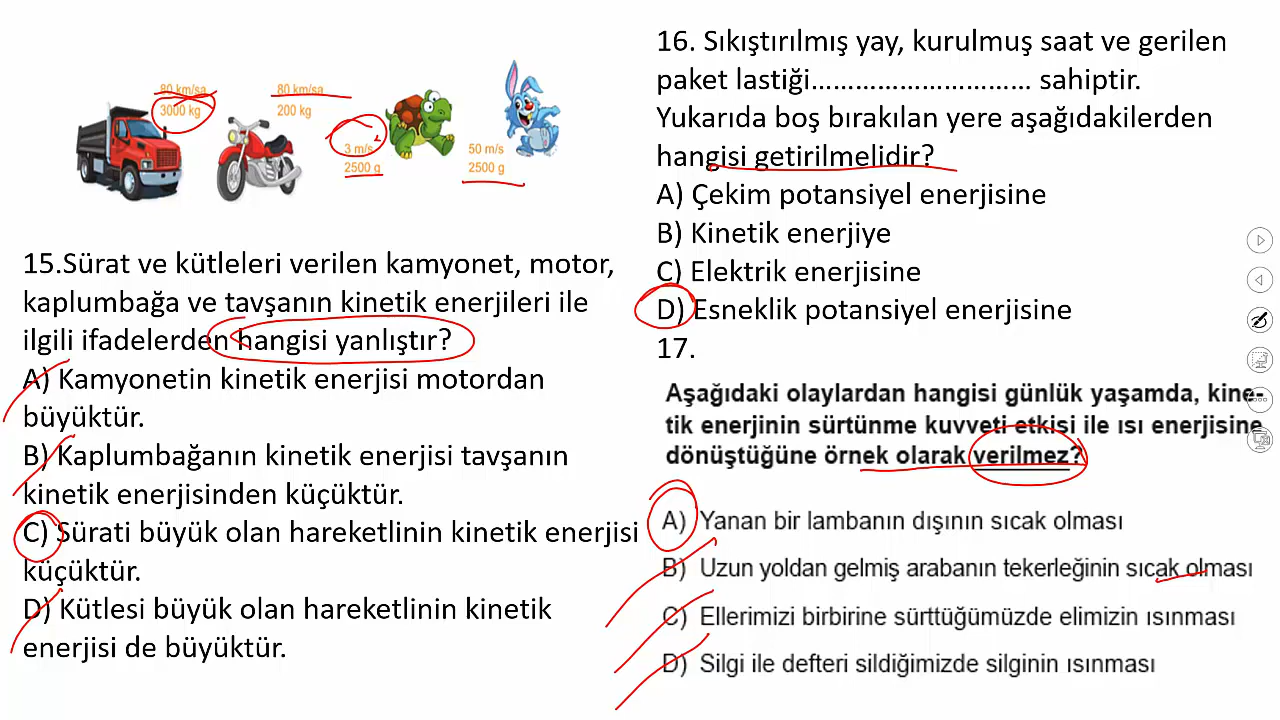 80 km/sa
3000 kg
80 km/sa
200 kg
3 m/s
2500 g
50 m/s
2500 g
15.Sürat ve kütleleri verilen kamyonet, motor,
kaplumbağa ve tavşanın kinetik enerjileri ile
ilgili ifadelerden hangisi yanlıştır?
A) Kamyonetin kinetik enerjisi motordan
büyüktür.
B) Kaplumbağanın kinetik enerjisi tavşanın
kinetik enerjisinden küçüktür.
C) Sürati büyük olan hareketlinin kinetik enerjisi
küçüktür.
D) Kütlesi büyük olan hareketlinin kinetik
enerjisi de büyüktür.
16. Sıkıştırılmış yay, kurulmuş saat ve gerilen
paket lastiği………………………… sahiptir.
Yukarıda boş bırakılan yere aşağıdakilerden
hangisi getirilmelidir?
A) Çekim potansiyel enerjisine
B) Kinetik enerjiye
C) Elektrik enerjisine
D) Esneklik potansiyel enerjisine
17.
Aşağıdaki olaylardan hangisi günlük yaşamda, kine-
tik enerjinin sürtünme kuvveti etkisi ile ısı enerjisine
dönüştüğüne örnek olarak verilmez?
A) Yanan bir lambanın dışının sıcak olması
B) Uzun yoldan gelmiş arabanın tekerleğinin sıcak olması
C) Ellerimizi birbirine sürttüğümüzde elimizin ısınması
D) Silgi ile defteri sildiğimizde silginin ısınması